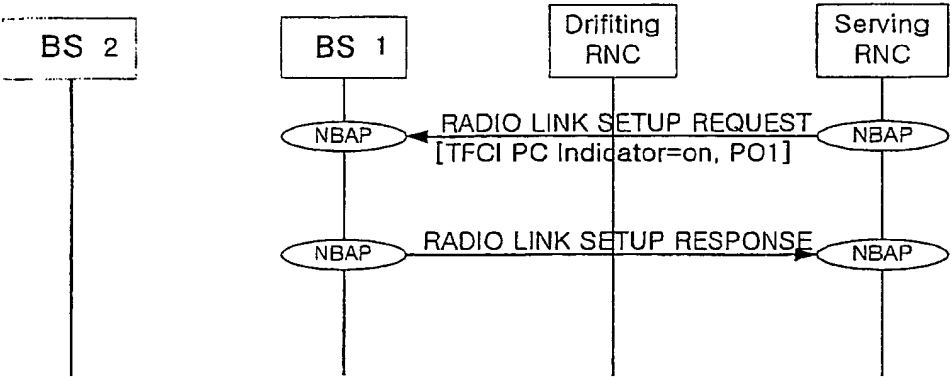 BS 2
BS 1
Drifiting
RNC
Serving
RNC
NBAP
RADIO LINK SETUP REQUEST
[TFCI PC Indicator=on, PO1]
NBAP
NBAP
RADIO LINK SETUP RESPONSE
NBAP